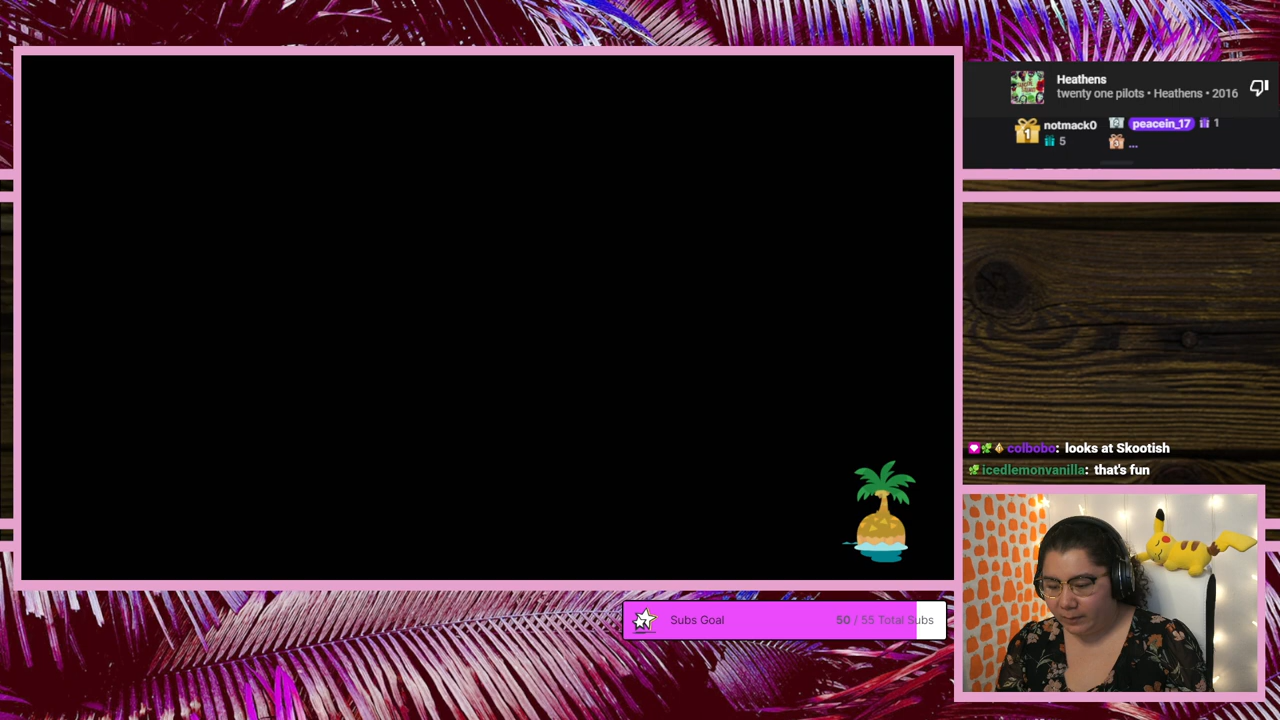 Heathens
twenty one pilots • Heathens • 2016
1 notmack0 peacein_17 1
5 ...
colbobo: looks at Skootish
icedlemonvanilla: that's fun
Subs Goal 50 / 55 Total Subs